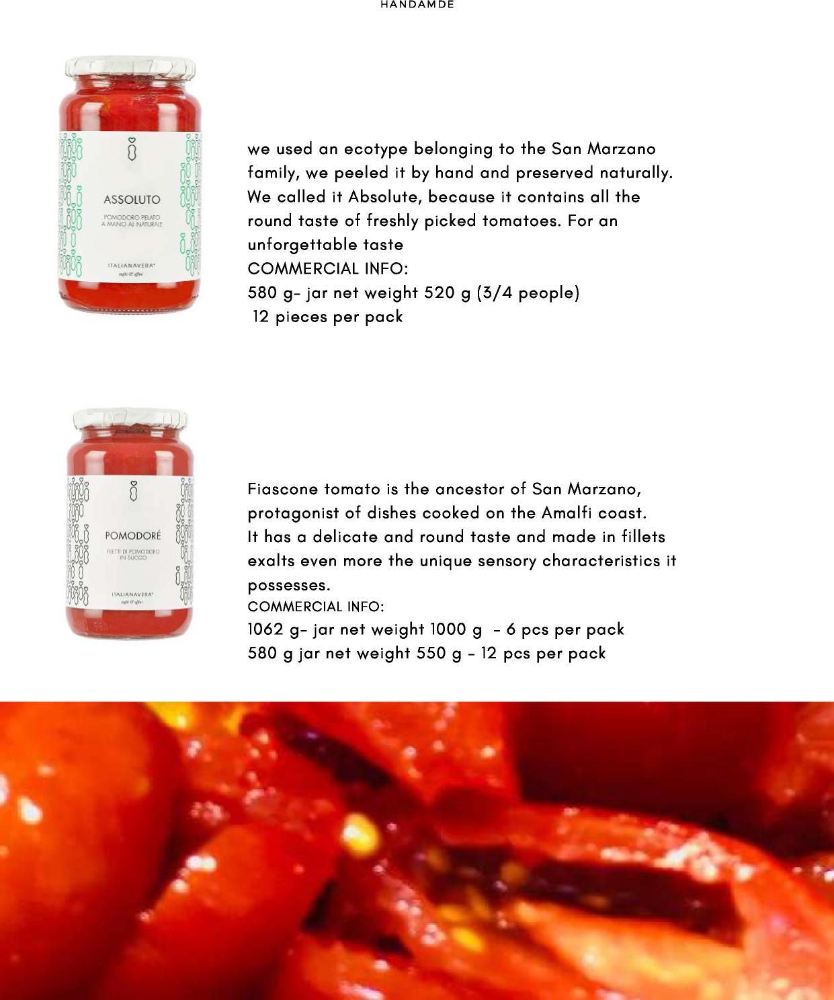 HANDAMDE
ASSOLUTO
POMODORO PELATO
A MANO AL NATURALE
ITALIANAVERA®
sughi & affini
we used an ecotype belonging to the San Marzano
family, we peeled it by hand and preserved naturally.
We called it Absolute, because it contains all the
round taste of freshly picked tomatoes. For an
unforgettable taste
COMMERCIAL INFO:
580 g- jar net weight 520 g (3/4 people)
12 pieces per pack
POMODORÉ
FILETTI DI POMODORO
IN SUCCO
ITALIANAVERA®
sughi & affini
Fiascone tomato is the ancestor of San Marzano,
protagonist of dishes cooked on the Amalfi coast.
It has a delicate and round taste and made in fillets
exalts even more the unique sensory characteristics it
possesses.
COMMERCIAL INFO:
1062 g- jar net weight 1000 g - 6 pcs per pack
580 g jar net weight 550 g - 12 pcs per pack